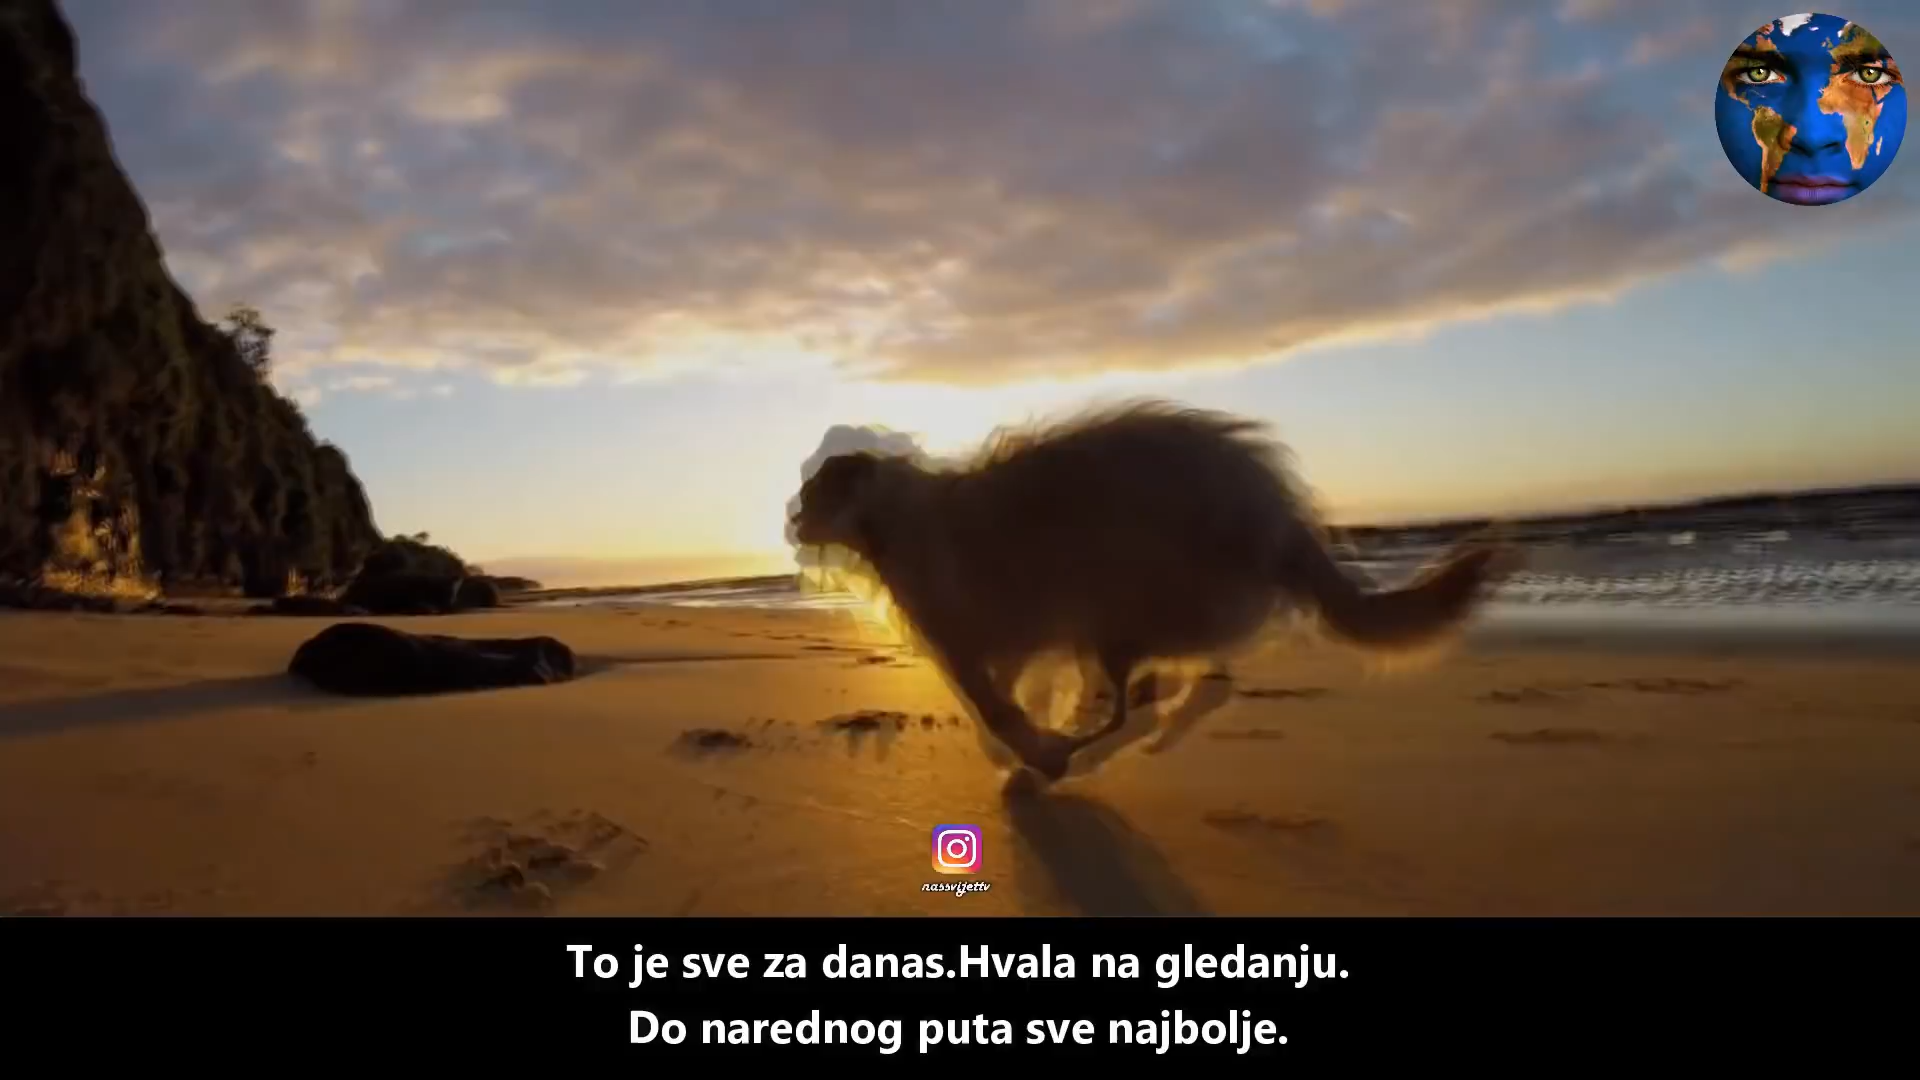 nassvijettv
To je sve za danas.Hvala na gledanju.
Do narednog puta sve najbolje.